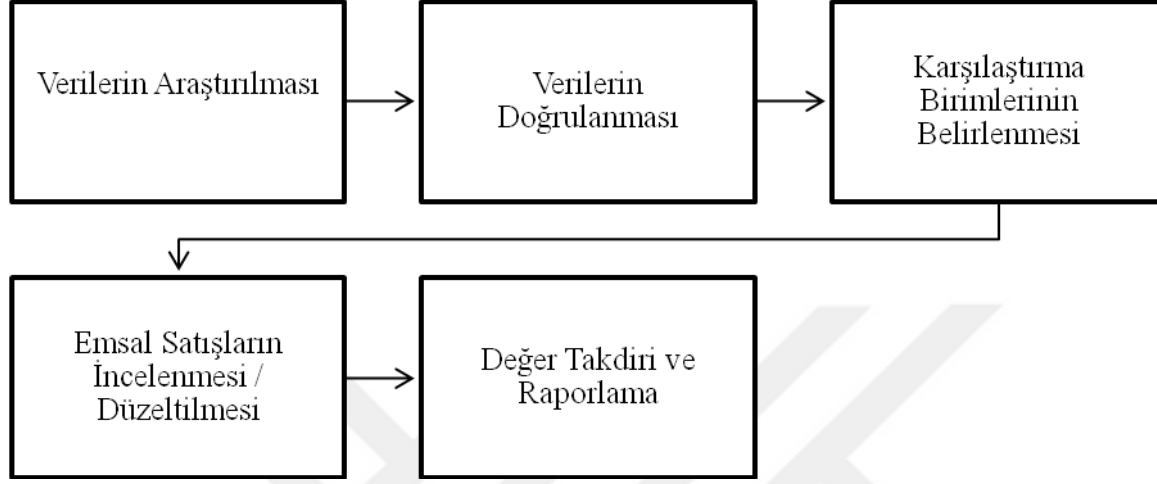 Verilerin Araştırılması
Verilerin
Doğrulanması
Karşılaştırma
Birimlerinin
Belirlenmesi
Emsal Satışların
İncelenmesi /
Düzeltilmesi
Değer Takdiri ve
Raporlama